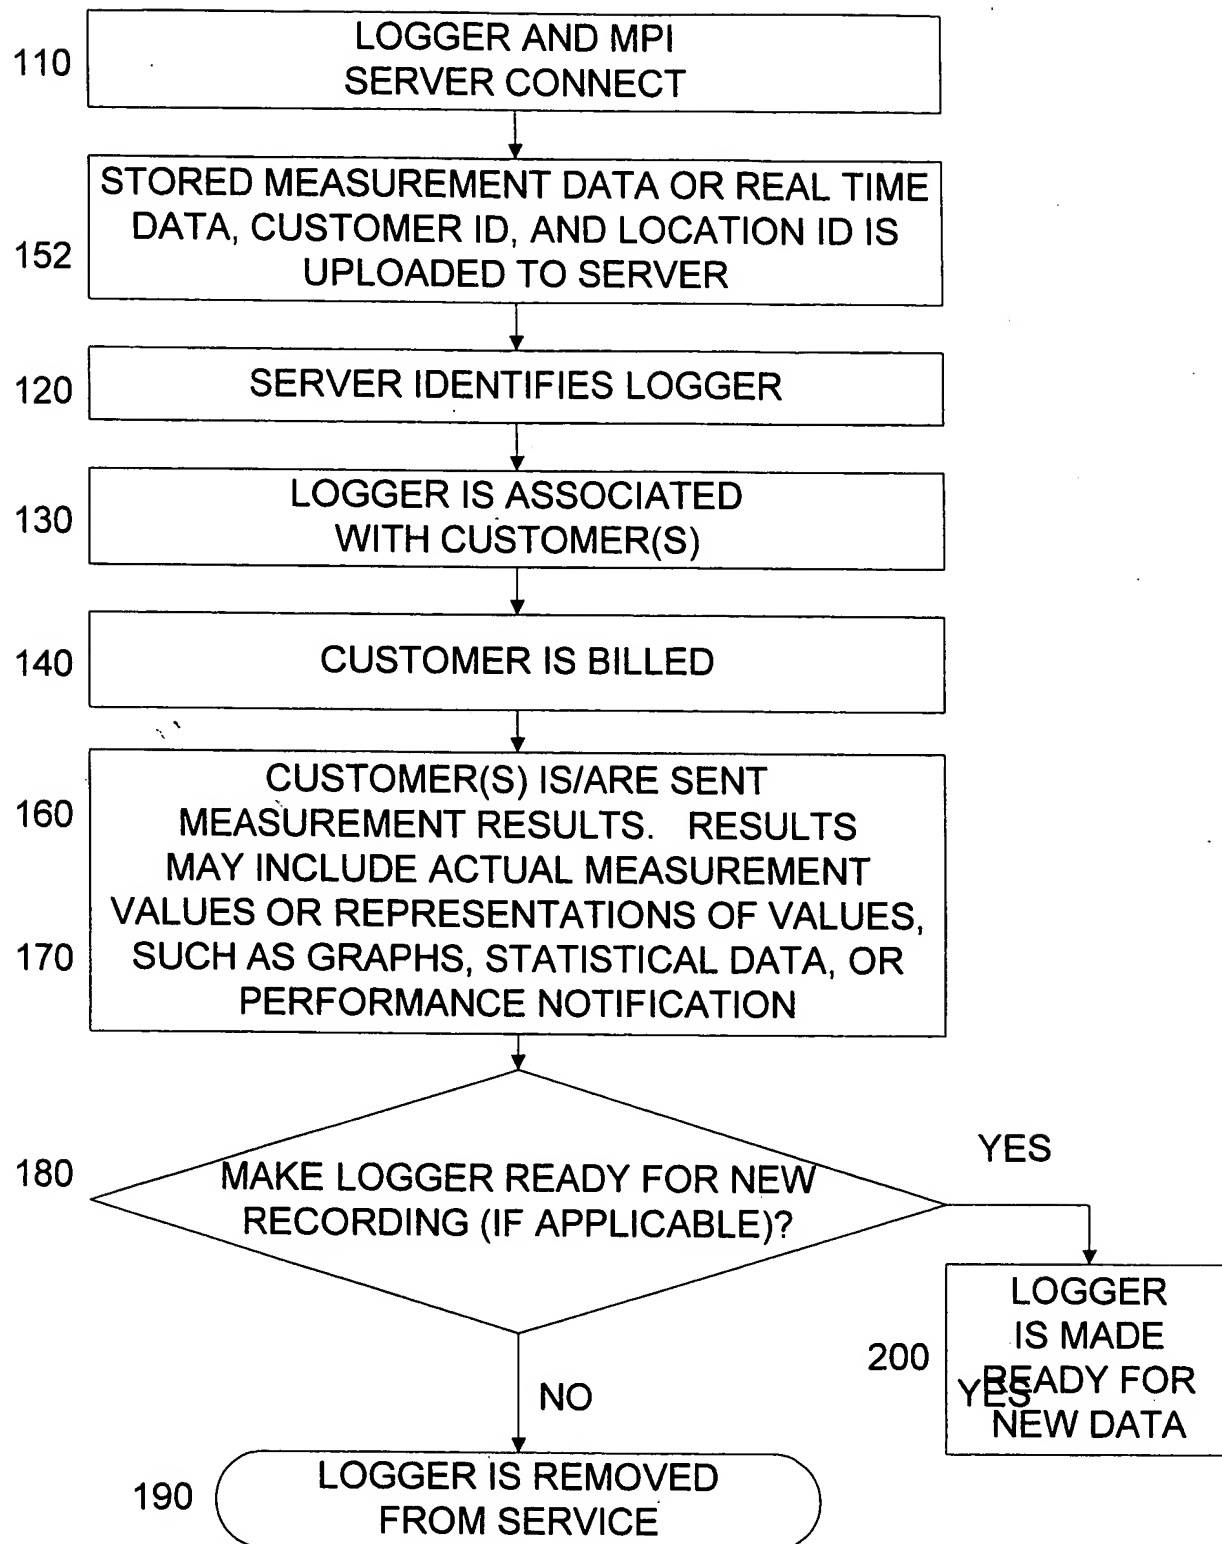 110
LOGGER AND MPI
SERVER CONNECT
152
STORED MEASUREMENT DATA OR REAL TIME
DATA, CUSTOMER ID, AND LOCATION ID IS
UPLOADED TO SERVER
120
SERVER IDENTIFIES LOGGER
130
LOGGER IS ASSOCIATED
WITH CUSTOMER(S)
140
CUSTOMER IS BILLED
160
170
CUSTOMER(S) IS/ARE SENT
MEASUREMENT RESULTS. RESULTS
MAY INCLUDE ACTUAL MEASUREMENT
VALUES OR REPRESENTATIONS OF VALUES,
SUCH AS GRAPHS, STATISTICAL DATA, OR
PERFORMANCE NOTIFICATION
180
MAKE LOGGER READY FOR NEW
RECORDING (IF APPLICABLE)?
YES
200
LOGGER
IS MADE
READY FOR
YES
NEW DATA
NO
190
LOGGER IS REMOVED
FROM SERVICE